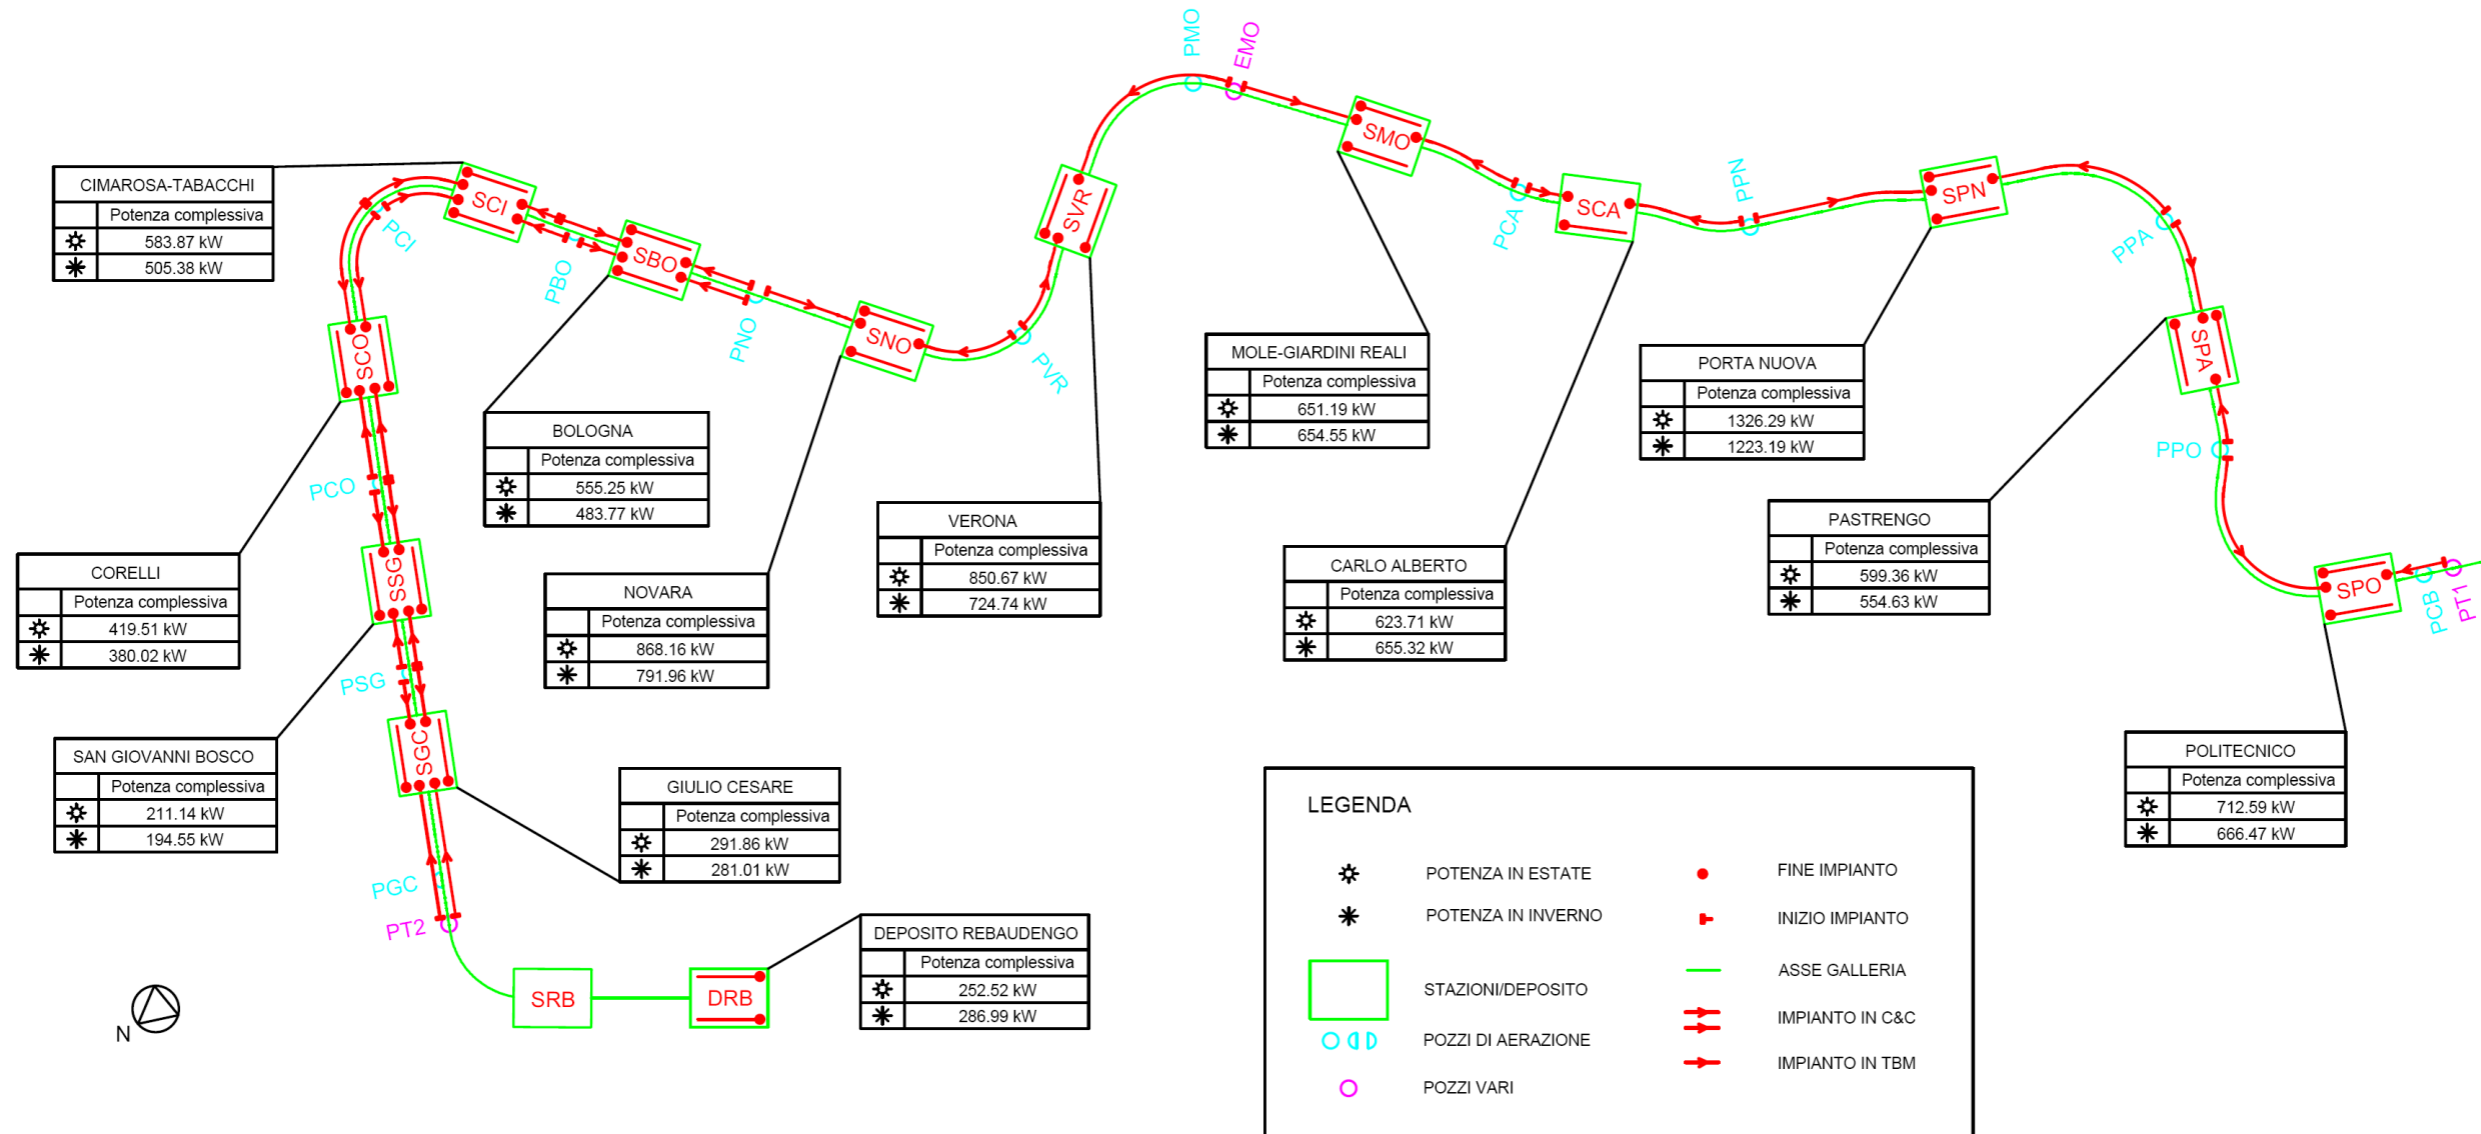 PMO
EMO
SMO
PCA
SCA
PPN
SPN
PPA
SPA
PPO
SPO
PCB
PT1
SVR
PVR
SNO
PNO
SBO
PBO
SCI
PCI
SCO
PCO
SSG
PSG
SGC
PGC
PT2
SRB
DRB
N
CIMAROSA-TABACCHI
Potenza complessiva
583.87 kW
505.38 kW
BOLOGNA
Potenza complessiva
555.25 kW
483.77 kW
CORELLI
Potenza complessiva
419.51 kW
380.02 kW
NOVARA
Potenza complessiva
868.16 kW
791.96 kW
VERONA
Potenza complessiva
850.67 kW
724.74 kW
MOLE-GIARDINI REALI
Potenza complessiva
651.19 kW
654.55 kW
CARLO ALBERTO
Potenza complessiva
623.71 kW
655.32 kW
PORTA NUOVA
Potenza complessiva
1326.29 kW
1223.19 kW
PASTRENGO
Potenza complessiva
599.36 kW
554.63 kW
POLITECNICO
Potenza complessiva
712.59 kW
666.47 kW
SAN GIOVANNI BOSCO
Potenza complessiva
211.14 kW
194.55 kW
GIULIO CESARE
Potenza complessiva
291.86 kW
281.01 kW
DEPOSITO REBAUDENGO
Potenza complessiva
252.52 kW
286.99 kW
LEGENDA
POTENZA IN ESTATE
POTENZA IN INVERNO
STAZIONI/DEPOSITO
POZZI DI AERAZIONE
POZZI VARI
FINE IMPIANTO
INIZIO IMPIANTO
ASSE GALLERIA
IMPIANTO IN C&C
IMPIANTO IN TBM